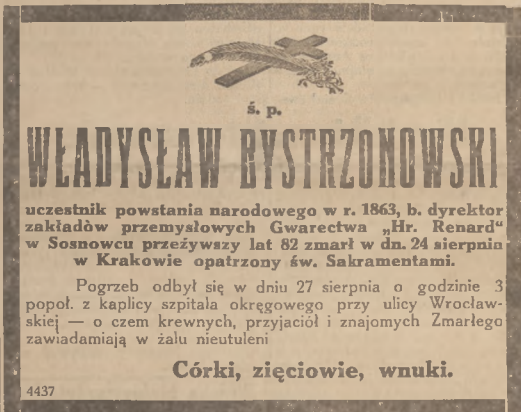 ś. p.
WŁADYSŁAW BYSTRZONOWSKI
uczestnik powstania narodowego w r. 1863, b. dyrektor
zakładów przemysłowych Gwarectwa „Hr. Renard"
w Sosnowcu przeżywszy lat 82 zmarł w dn. 24 sierpnia
w Krakowie opatrzony św. Sakramentami.
Pogrzeb odbył się w dniu 27 sierpnia o godzinie 3
popoł. z kaplicy szpitala okręgowego przy ulicy Wrocław-
skiej — o czem krewnych, przyjaciół i znajomych Zmarłego
zawiadamiają w żalu nieutuleni
Córki, zięciowie, wnuki.
4437